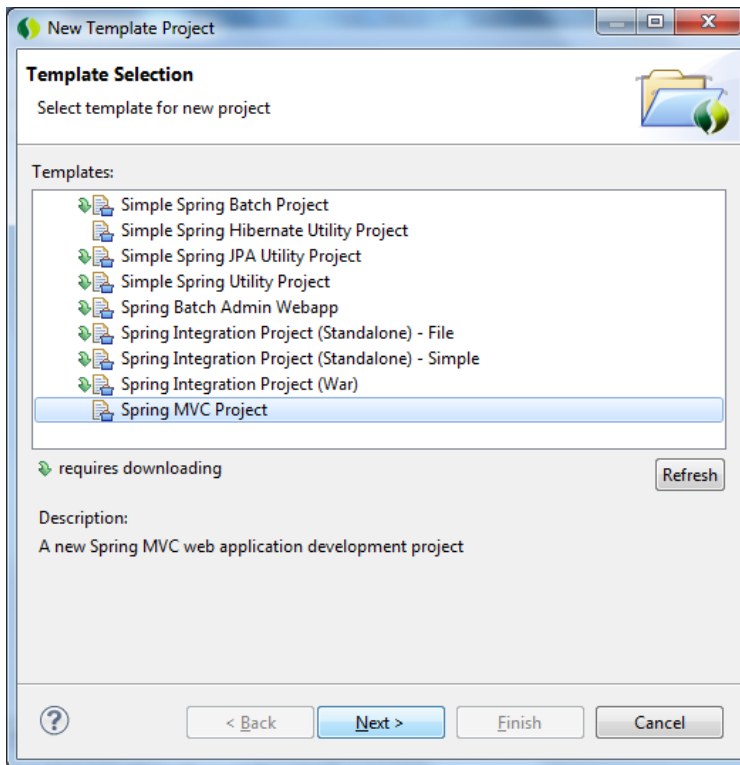 New Template Project
Template Selection
Select template for new project
Templates:
Simple Spring Batch Project
Simple Spring Hibernate Utility Project
Simple Spring JPA Utility Project
Simple Spring Utility Project
Spring Batch Admin Webapp
Spring Integration Project (Standalone) - File
Spring Integration Project (Standalone) - Simple
Spring Integration Project (War)
Spring MVC Project
requires downloading
Refresh
Description:
A new Spring MVC web application development project
? < Back Next > Finish Cancel